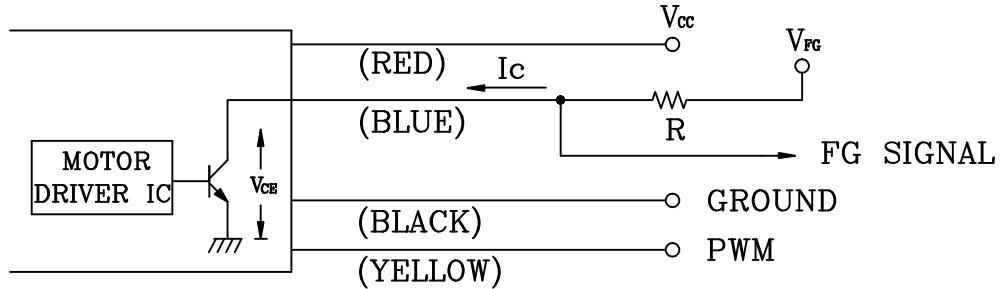 VCC
VFG
(RED)
Ic
(BLUE)
R
FG SIGNAL
MOTOR
DRIVER IC
VCE
GROUND
(BLACK)
PWM
(YELLOW)